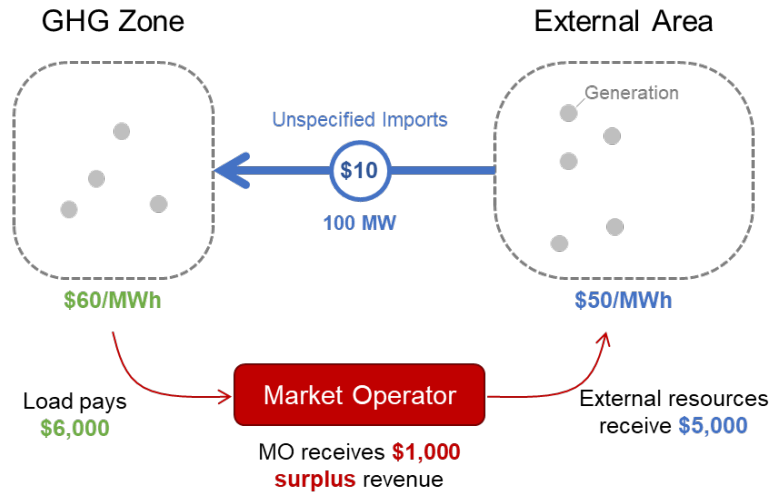 GHG Zone
External Area
Generation
Unspecified Imports
$10
100 MW
$60/MWh
$50/MWh
Load pays
$6,000
Market Operator
External resources
receive $5,000
MO receives $1,000
surplus revenue